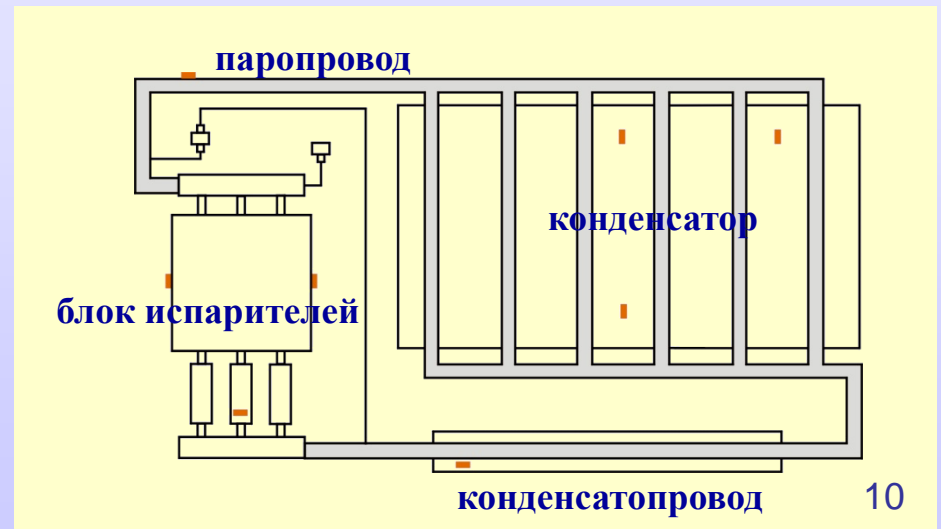 паропровод
конденсатор
блок испарителей
конденсатопровод
10